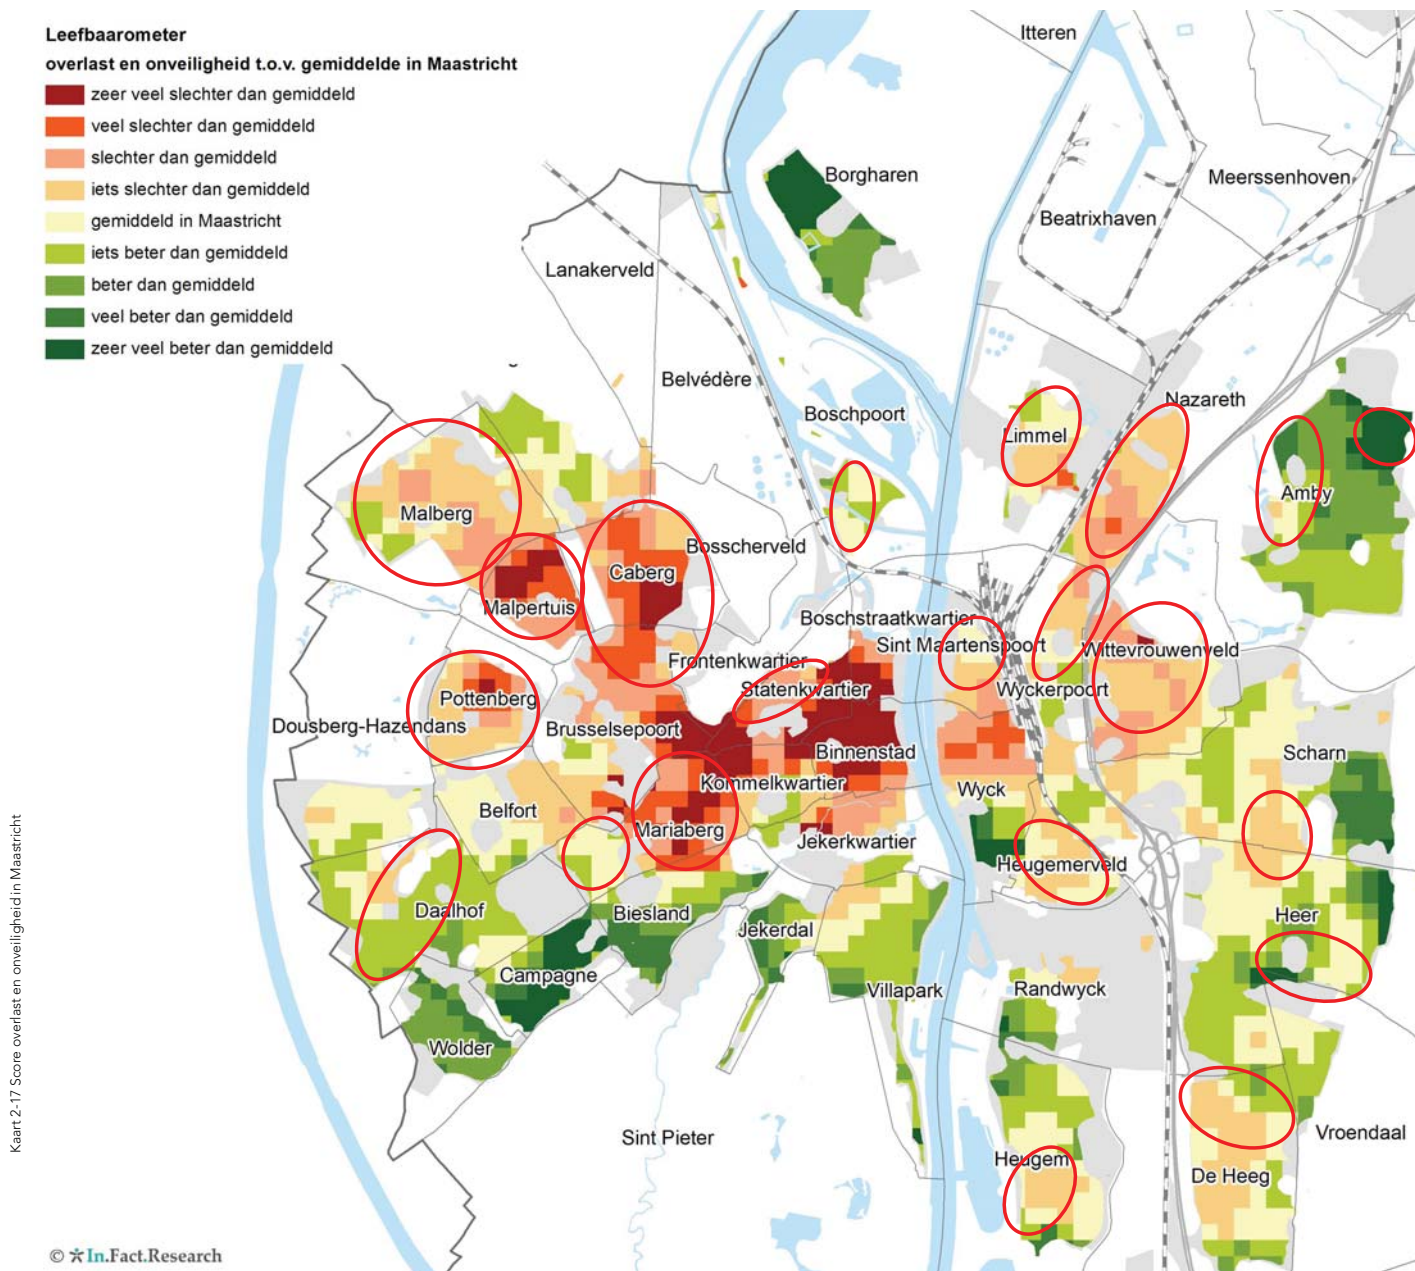 Leefbaarometer
overlast en onveiligheid t.o.v. gemiddelde in Maastricht
zeer veel slechter dan gemiddeld
veel slechter dan gemiddeld
slechter dan gemiddeld
iets slechter dan gemiddeld
gemiddeld in Maastricht
iets beter dan gemiddeld
beter dan gemiddeld
veel beter dan gemiddeld
zeer veel beter dan gemiddeld
Itteren
Borgharen
Meerssenhoven
Beatrixhaven
Lanakerveld
Belvédère
Boschpoort
Nazareth
Limmel
Amby
Malberg
Bosscherveld
Caberg
Malpertuis
Boschstraatkwartier
Sint Maartenspoort
Wittevrouwenveld
Frontenkwartier
Statenkwartier
Wyckerpoort
Pottenberg
Dousberg-Hazendans
Brusselsepoort
Binnenstad
Scharn
Kommelkwartier
Wyck
Belfort
Mariaberg
Jekerkwartier
Heugemerveld
Daalhof
Biesland
Heer
Jekerdal
Campagne
Villapark
Randwyck
Wolder
Sint Pieter
Vroendaal
Heugem
De Heeg
Kaart 2-17 Score overlast en onveiligheid in Maastricht
© In.Fact.Research